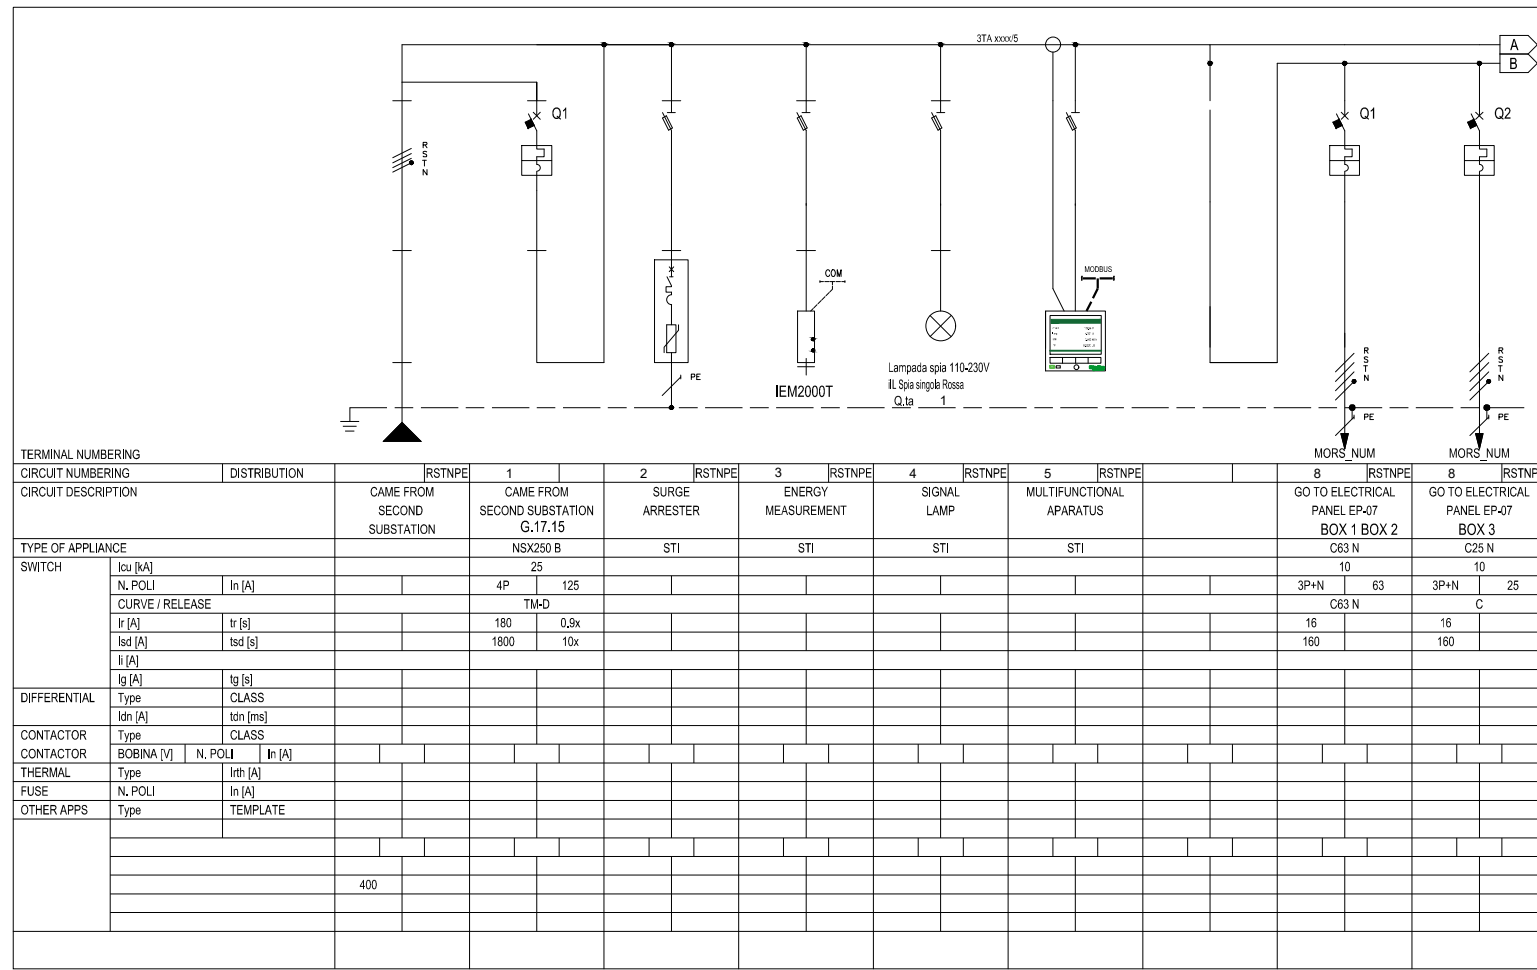 3TA xxxx/5
A
B
Q1
Q1
Q2
R
S
T
N
COM
MODBUS
PE
IEM2000T
Lampada spia 110-230V
ilL Spia singola Rossa
Q.ta 1
R
S
T
N
R
S
T
N
PE
PE
TERMINAL NUMBERING MORS_NUM MORS_NUM
CIRCUIT NUMBERING DISTRIBUTION RSTNPE 1 2 RSTNPE 3 RSTNPE 4 RSTNPE 5 RSTNPE 8 RSTNPE 8 RSTNP
CIRCUIT DESCRIPTION CAME FROM CAME FROM SURGE ENERGY SIGNAL MULTIFUNCTIONAL GO TO ELECTRICAL GO TO ELECTRICAL
SECOND SECOND SUBSTATION ARRESTER MEASUREMENT LAMP APARATUS PANEL EP-07 PANEL EP-07
SUBSTATION G.17.15 BOX 1 BOX 2 BOX 3
TYPE OF APPLIANCE NSX250 B STI STI STI STI C63 N C25 N
SWITCH Icu [kA] 25 10 10
N. POLI In [A] 4P 125 3P+N 63 3P+N 25
CURVE / RELEASE TM-D C63 N C
Ir [A] tr [s] 180 0.9x 16 16
Isd [A] tsd [s] 1800 10x 160 160
Ii [A]
Ig [A] tg [s]
DIFFERENTIAL Type CLASS
Idn [A] tdn [ms]
CONTACTOR Type CLASS
CONTACTOR BOBINA [V] N. POLI In [A]
THERMAL Type Irth [A]
FUSE N. POLI In [A]
OTHER APPS Type TEMPLATE
400